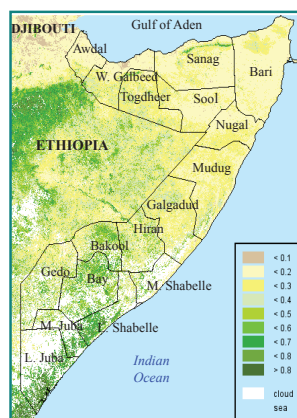 Gulf of Aden
DJIBOUTI
Awdal
Sanag
Bari
W. Galbeed
Togdheer
Sool
Nugal
ETHIOPIA
Mudug
Galgadud
Hiran
Bakool
Gedo
Bay
M. Shabelle
M. Juba
L. Shabelle
L. Juba
Indian
Ocean
< 0.1
< 0.2
< 0.3
< 0.4
< 0.5
< 0.6
< 0.7
< 0.8
> 0.8
cloud
sea